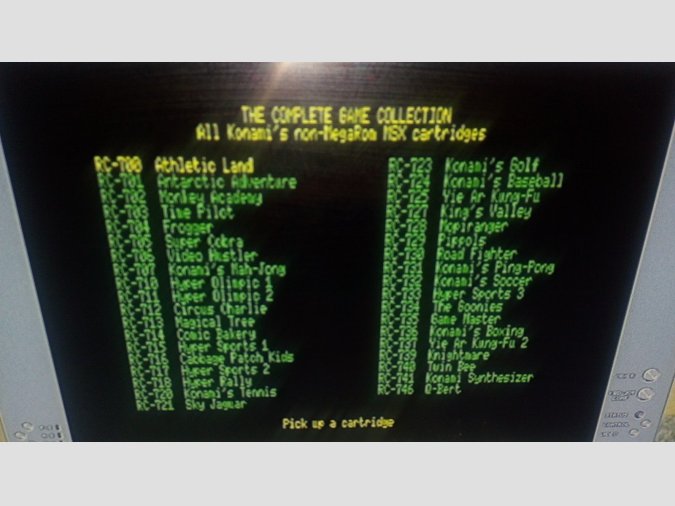 THE COMPLETE GAME COLLECTION
All Konami's non-MegaRom MSX cartridges
RC-700 Athletic Land
RC-701 Antarctic Adventure
RC-702 Monkey Academy
RC-703 Time Pilot
RC-704 Frogger
RC-705 Super Cobra
RC-706 Video Hustler
RC-707 Konami's Mah-Jong
RC-710 Hyper Olympic 1
RC-711 Hyper Olympic 2
RC-712 Circus Charlie
RC-713 Magical Tree
RC-714 Comic Bakery
RC-715 Hyper Sports 1
RC-716 Cabbage Patch Kids
RC-717 Hyper Sports 2
RC-718 Hyper Rally
RC-720 Konami's Tennis
RC-721 Sky Jaguar
RC-723 Konami's Golf
RC-724 Konami's Baseball
RC-725 Yie Ar Kung-Fu
RC-727 King's Valley
RC-728 Mopiranger
RC-729 Pippols
RC-730 Road Fighter
RC-731 Konami's Ping-Pong
RC-732 Konami's Soccer
RC-733 Hyper Sports 3
RC-734 The Goonies
RC-735 Game Master
RC-736 Konami's Boxing
RC-737 Yie Ar Kung-Fu 2
RC-739 Knightmare
RC-740 Twin Bee
RC-741 Konami Synthesizer
RC-746 Q-Bert
Pick up a cartridge
STATUS
CONTROL